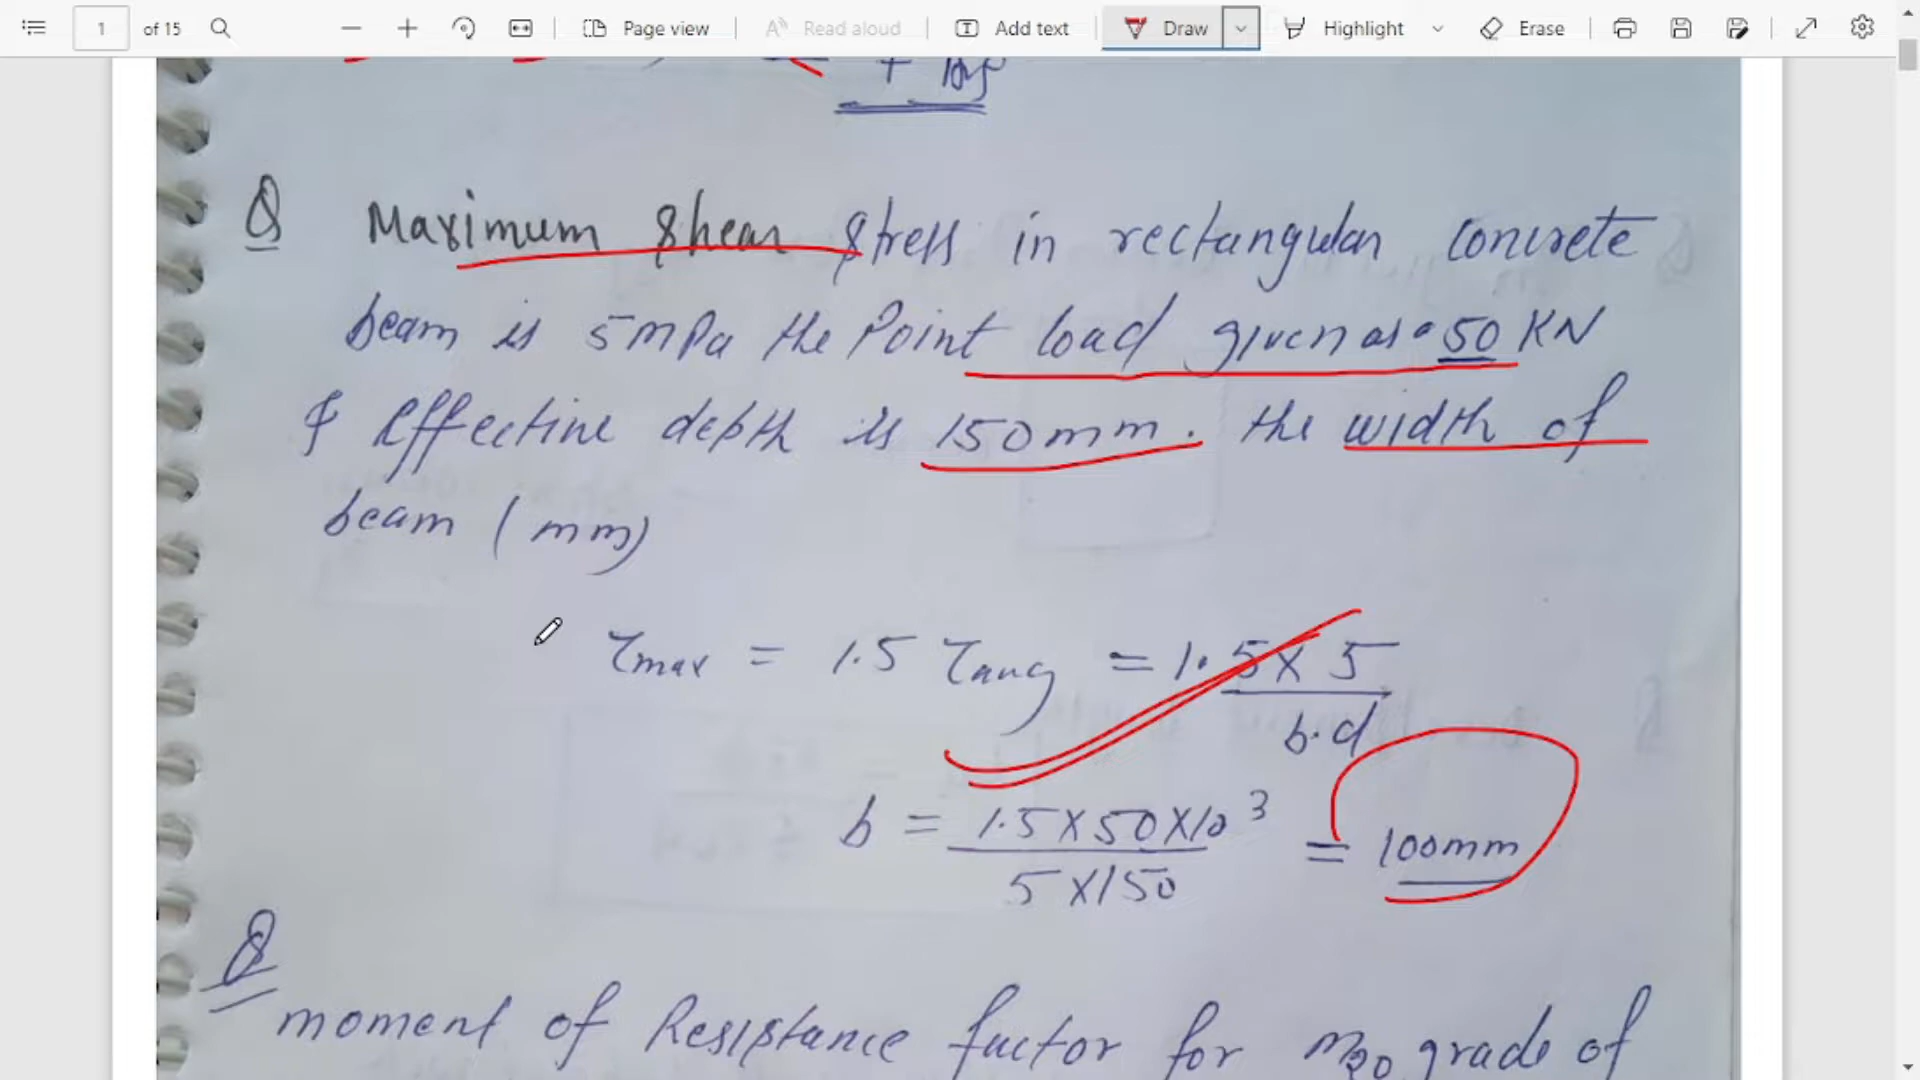 1 of 15 Page view Read aloud Add text Draw Highlight Erase
Q Maximum Shear Stress in rectangular concrete
beam is 5mPa the Point load given as 50 KN
& Effective depth is 150mm. the width of
beam (mm)
τmax = 1.5 τavg = 1.5 × 5
b.d
b = 1.5×50×10³ = 100mm
5×150
Q
moment of Resistance factor for m20 grade of